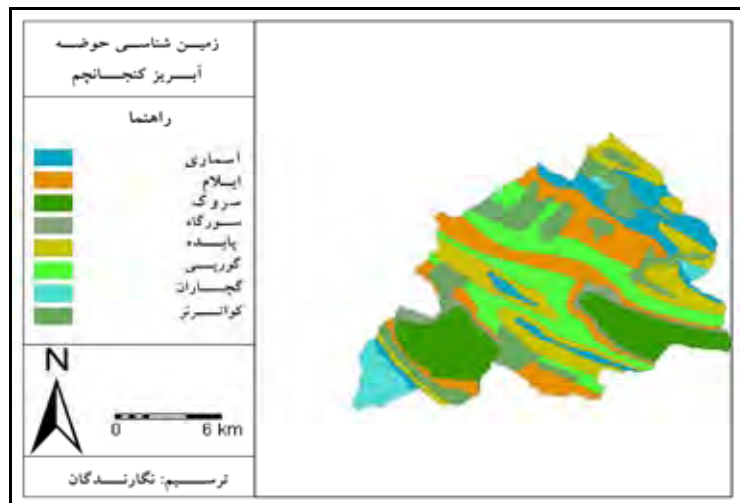 زمین شناسی حوضه
آبریز کنجانچم
راهنما
آسماری
ایلام
سروک
سورگاه
پابده
گورپی
گچساران
کواترنر
N
0 6 km
ترسیم: نگارندگان